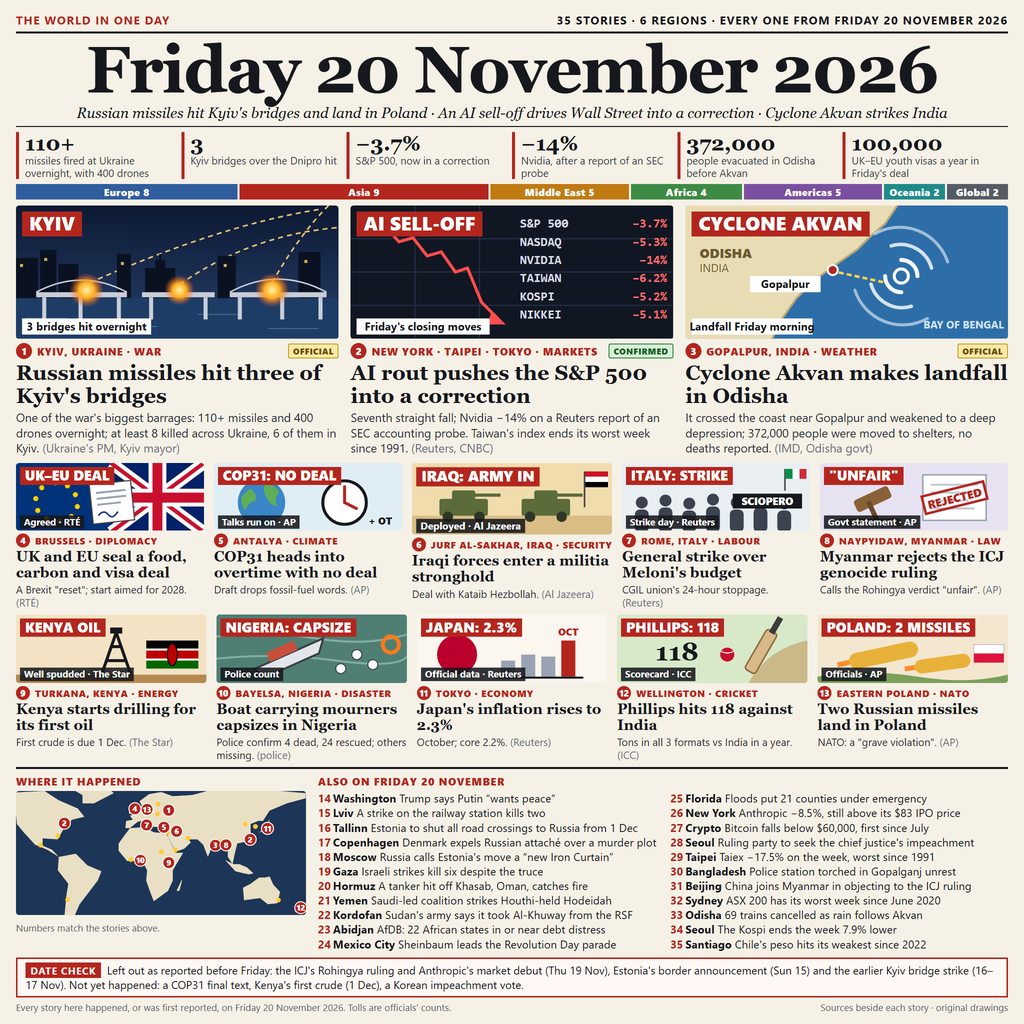 THE WORLD IN ONE DAY
35 STORIES · 6 REGIONS · EVERY ONE FROM FRIDAY 20 NOVEMBER 2026
Friday 20 November 2026
Russian missiles hit Kyiv's bridges and land in Poland · An AI sell-off drives Wall Street into a correction · Cyclone Akvan strikes India
110+
missiles fired at Ukraine
overnight, with 400 drones
3
Kyiv bridges over the Dnipro hit
−3.7%
S&P 500, now in a correction
−14%
Nvidia, after a report of an SEC
probe
372,000
people evacuated in Odisha
before Akvan
100,000
UK–EU youth visas a year in
Friday's deal
Europe 8
Asia 9
Middle East 5
Africa 4
Americas 5
Oceania 2
Global 2
KYIV
3 bridges hit overnight
AI SELL-OFF
S&P 500 −3.7%
NASDAQ −5.3%
NVIDIA −14%
TAIWAN −6.2%
KOSPI −5.2%
NIKKEI −5.1%
Friday's closing moves
CYCLONE AKVAN
ODISHA
INDIA
Gopalpur
Landfall Friday morning
BAY OF BENGAL
1 KYIV, UKRAINE · WAR OFFICIAL
Russian missiles hit three of
Kyiv's bridges
One of the war's biggest barrages: 110+ missiles and 400
drones overnight; at least 8 killed across Ukraine, 6 of them in
Kyiv. (Ukraine's PM, Kyiv mayor)
2 NEW YORK · TAIPEI · TOKYO · MARKETS CONFIRMED
AI rout pushes the S&P 500
into a correction
Seventh straight fall; Nvidia −14% on a Reuters report of an
SEC accounting probe. Taiwan's index ends its worst week
since 1991. (Reuters, CNBC)
3 GOPALPUR, INDIA · WEATHER OFFICIAL
Cyclone Akvan makes landfall
in Odisha
It crossed the coast near Gopalpur and weakened to a deep
depression; 372,000 people were moved to shelters, no
deaths reported. (IMD, Odisha govt)
UK–EU DEAL
Agreed · RTÉ
4 BRUSSELS · DIPLOMACY
UK and EU seal a food,
carbon and visa deal
A Brexit "reset"; start aimed for 2028.
(RTÉ)
COP31: NO DEAL
Talks run on · AP
+ OT
5 ANTALYA · CLIMATE
COP31 heads into
overtime with no deal
Draft drops fossil-fuel words. (AP)
IRAQ: ARMY IN
Deployed · Al Jazeera
6 JURF AL-SAKHAR, IRAQ · SECURITY
Iraqi forces enter a militia
stronghold
Deal with Kataib Hezbollah. (Al Jazeera)
ITALY: STRIKE
SCIOPERO
Strike day · Reuters
7 ROME, ITALY · LABOUR
General strike over
Meloni's budget
CGIL union's 24-hour stoppage.
(Reuters)
"UNFAIR"
REJECTED
Govt statement · AP
8 NAYPYIDAW, MYANMAR · LAW
Myanmar rejects the ICJ
genocide ruling
Calls the Rohingya verdict "unfair". (AP)
KENYA OIL
Well spudded · The Star
9 TURKANA, KENYA · ENERGY
Kenya starts drilling for
its first oil
First crude is due 1 Dec. (The Star)
NIGERIA: CAPSIZE
Police count
10 BAYELSA, NIGERIA · DISASTER
Boat carrying mourners
capsizes in Nigeria
Police confirm 4 dead, 24 rescued; others
missing. (police)
JAPAN: 2.3%
OCT
Official data · Reuters
11 TOKYO · ECONOMY
Japan's inflation rises to
2.3%
October; core 2.2%. (Reuters)
PHILLIPS: 118
118
Scorecard · ICC
12 WELLINGTON · CRICKET
Phillips hits 118 against
India
Tons in all 3 formats vs India in a year.
(ICC)
POLAND: 2 MISSILES
Officials · AP
13 EASTERN POLAND · NATO
Two Russian missiles
land in Poland
NATO: a "grave violation". (AP)
WHERE IT HAPPENED
2
4
13
1
7
5
6
10
9
3
8
2
11
12
Numbers match the stories above.
ALSO ON FRIDAY 20 NOVEMBER
14 Washington Trump says Putin “wants peace”
15 Lviv A strike on the railway station kills two
16 Tallinn Estonia to shut all road crossings to Russia from 1 Dec
17 Copenhagen Denmark expels Russian attaché over a murder plot
18 Moscow Russia calls Estonia's move a “new Iron Curtain”
19 Gaza Israeli strikes kill six despite the truce
20 Hormuz A tanker hit off Khasab, Oman, catches fire
21 Yemen Saudi-led coalition strikes Houthi-held Hodeidah
22 Kordofan Sudan's army says it took Al-Khuway from the RSF
23 Abidjan AfDB: 22 African states in or near debt distress
24 Mexico City Sheinbaum leads the Revolution Day parade
25 Florida Floods put 21 counties under emergency
26 New York Anthropic −8.5%, still above its $83 IPO price
27 Crypto Bitcoin falls below $60,000, first since July
28 Seoul Ruling party to seek the chief justice's impeachment
29 Taipei Taiex −17.5% on the week, worst since 1991
30 Bangladesh Police station torched in Gopalganj unrest
31 Beijing China joins Myanmar in objecting to the ICJ ruling
32 Sydney ASX 200 has its worst week since June 2020
33 Odisha 69 trains cancelled as rain follows Akvan
34 Seoul The Kospi ends the week 7.9% lower
35 Santiago Chile's peso hits its weakest since 2022
DATE CHECK Left out as reported before Friday: the ICJ's Rohingya ruling and Anthropic's market debut (Thu 19 Nov), Estonia's border announcement (Sun 15) and the earlier Kyiv bridge strike (16–
17 Nov). Not yet happened: a COP31 final text, Kenya's first crude (1 Dec), a Korean impeachment vote.
Every story here happened, or was first reported, on Friday 20 November 2026. Tolls are officials' counts.
Sources beside each story · original drawings